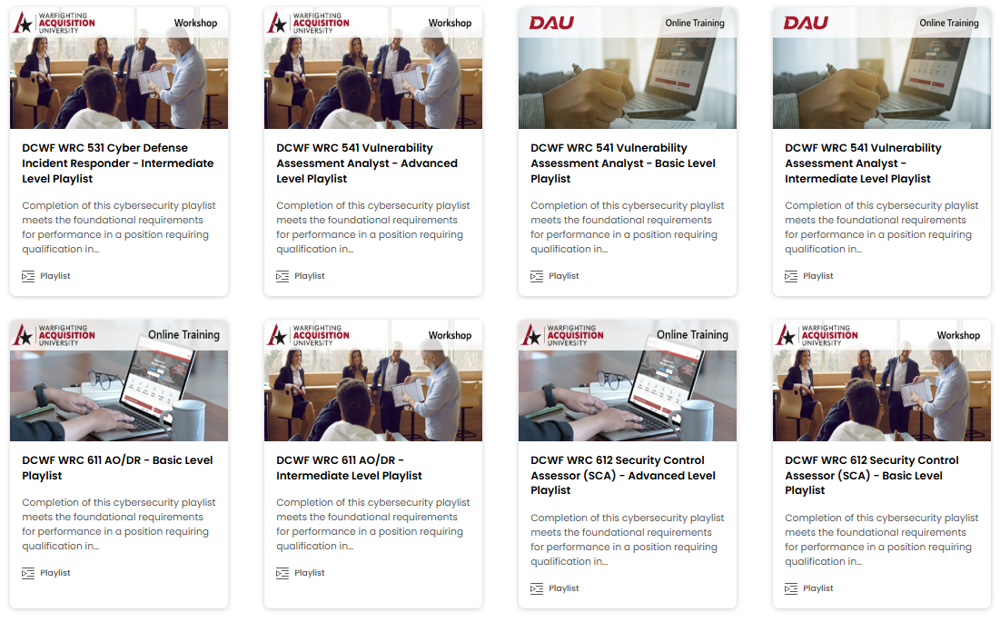 WARFIGHTING
ACQUISITION
UNIVERSITY
Workshop
DCWF WRC 531 Cyber Defense
Incident Responder - Intermediate
Level Playlist
Completion of this cybersecurity playlist
meets the foundational requirements
for performance in a position requiring
qualification in...
Playlist
WARFIGHTING
ACQUISITION
UNIVERSITY
Workshop
DCWF WRC 541 Vulnerability
Assessment Analyst - Advanced
Level Playlist
Completion of this cybersecurity playlist
meets the foundational requirements
for performance in a position requiring
qualification in...
Playlist
DAU
Online Training
DCWF WRC 541 Vulnerability
Assessment Analyst - Basic Level
Playlist
Completion of this cybersecurity playlist
meets the foundational requirements
for performance in a position requiring
qualification in...
Playlist
DAU
Online Training
DCWF WRC 541 Vulnerability
Assessment Analyst -
Intermediate Level Playlist
Completion of this cybersecurity playlist
meets the foundational requirements
for performance in a position requiring
qualification in...
Playlist
WARFIGHTING
ACQUISITION
UNIVERSITY
Online Training
DCWF WRC 611 AO/DR - Basic Level
Playlist
Completion of this cybersecurity playlist
meets the foundational requirements
for performance in a position requiring
qualification in...
Playlist
WARFIGHTING
ACQUISITION
UNIVERSITY
Workshop
DCWF WRC 611 AO/DR -
Intermediate Level Playlist
Completion of this cybersecurity playlist
meets the foundational requirements
for performance in a position requiring
qualification in...
Playlist
WARFIGHTING
ACQUISITION
UNIVERSITY
Online Training
DCWF WRC 612 Security Control
Assessor (SCA) - Advanced Level
Playlist
Completion of this cybersecurity playlist
meets the foundational requirements
for performance in a position requiring
qualification in...
Playlist
WARFIGHTING
ACQUISITION
UNIVERSITY
Workshop
DCWF WRC 612 Security Control
Assessor (SCA) - Basic Level
Playlist
Completion of this cybersecurity playlist
meets the foundational requirements
for performance in a position requiring
qualification in...
Playlist